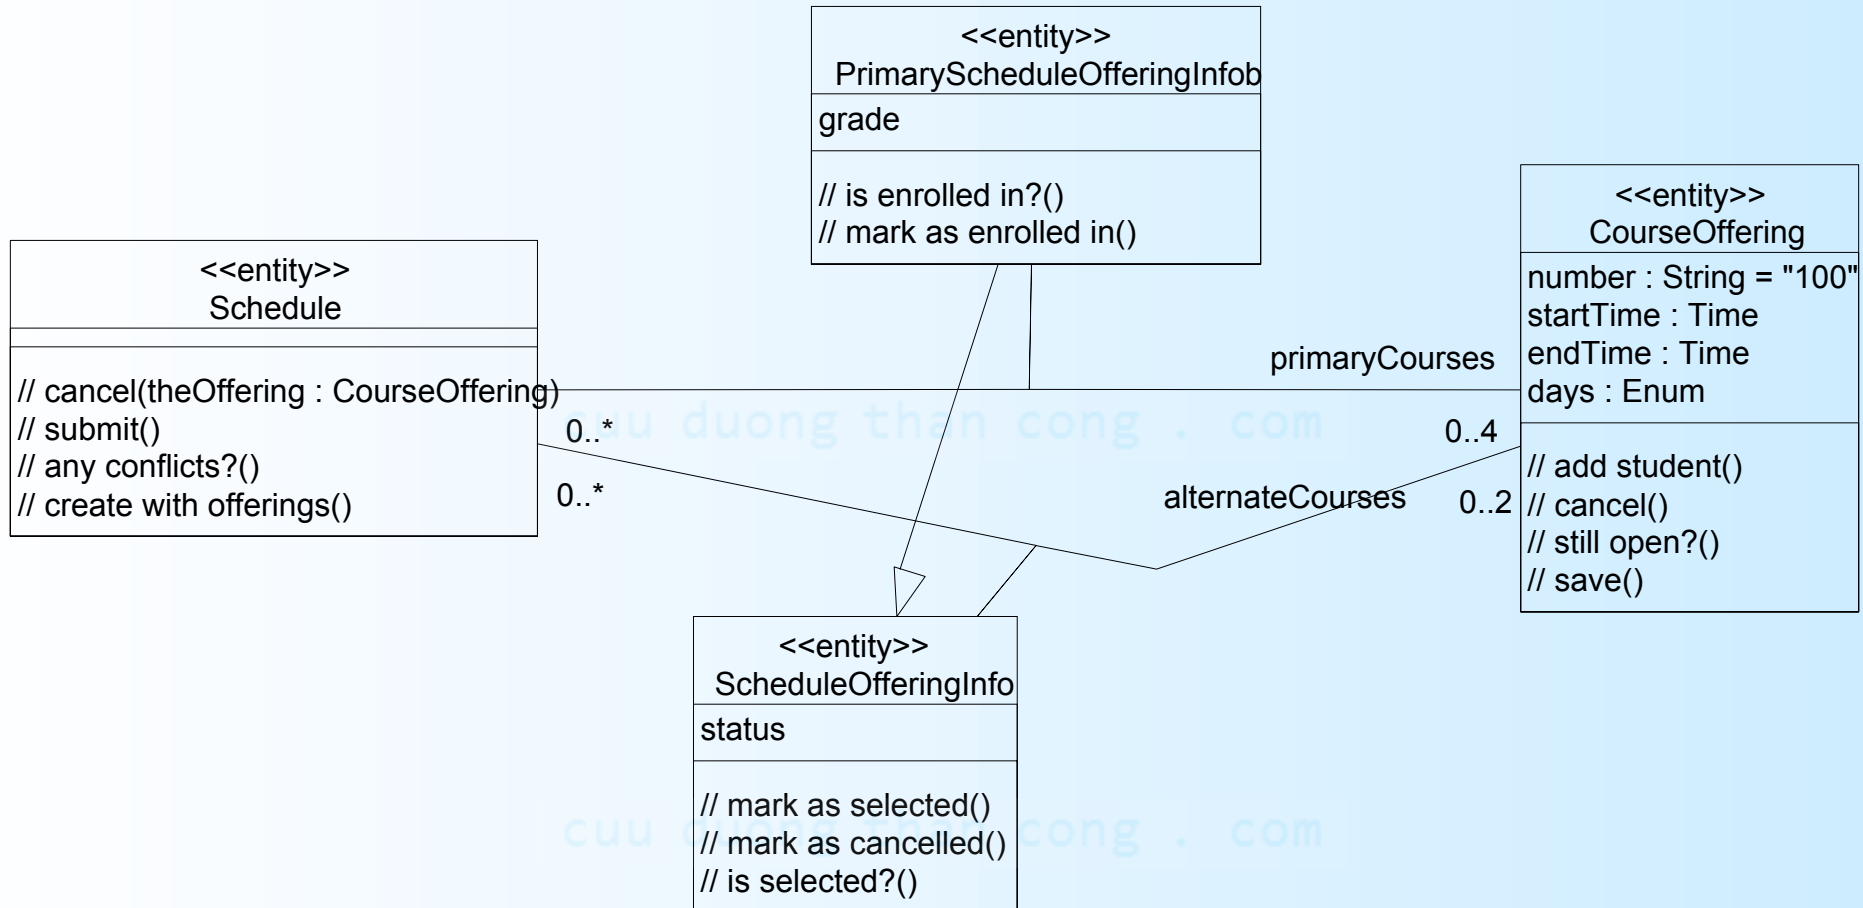 <<entity>>
PrimaryScheduleOfferingInfob
grade
// is enrolled in?()
// mark as enrolled in()
<<entity>>
CourseOffering
number : String = "100"
startTime : Time
endTime : Time
days : Enum
// add student()
// cancel()
// still open?()
// save()
<<entity>>
Schedule
// cancel(theOffering : CourseOffering)
// submit()
// any conflicts?()
// create with offerings()
primaryCourses
0..*
0..4
0..*
alternateCourses
0..2
cuu duong than cong . com
<<entity>>
ScheduleOfferingInfo
status
// mark as selected()
// mark as cancelled()
// is selected?()
cuu duong than cong . com